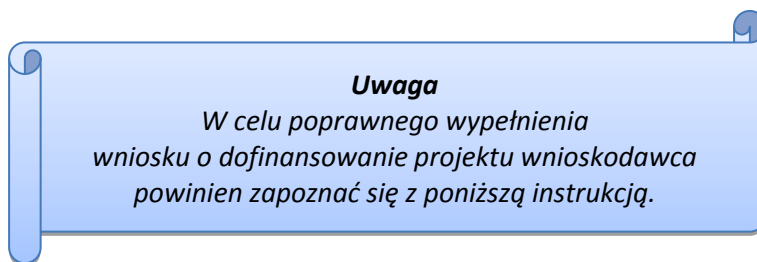 Uwaga
W celu poprawnego wypełnienia
wniosku o dofinansowanie projektu wnioskodawca
powinien zapoznać się z poniższą instrukcją.